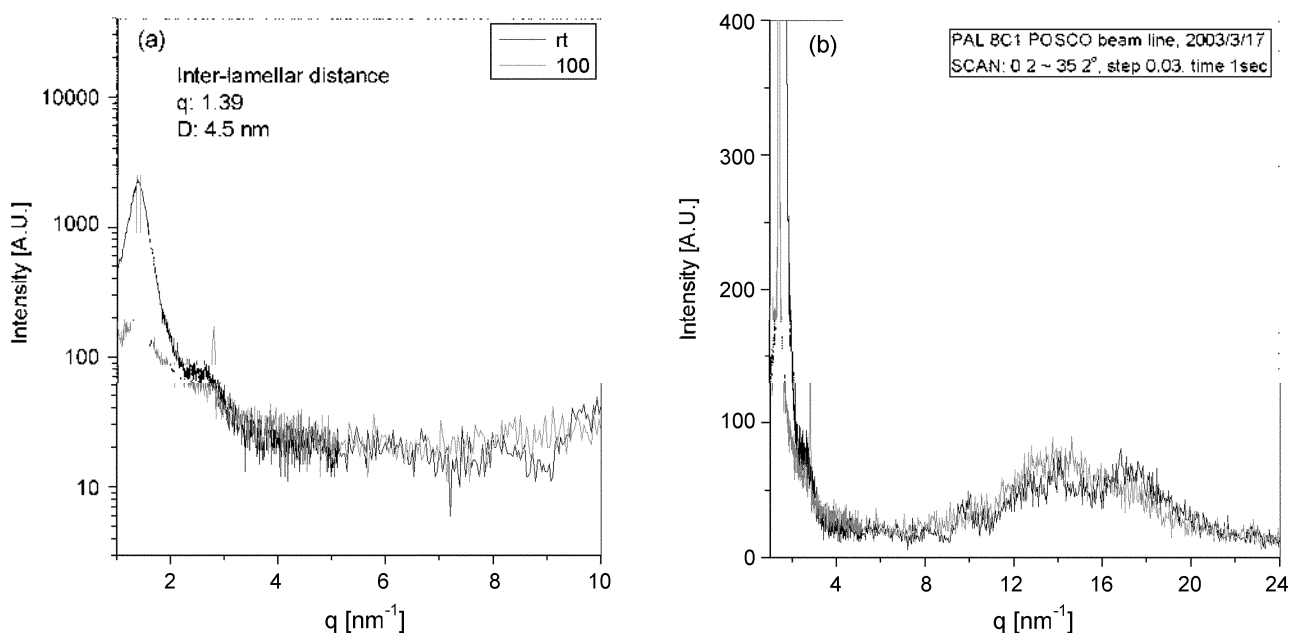 (a)
rt
100
Inter-lamellar distance
q: 1.39
D: 4.5 nm
10000
1000
100
10
Intensity [A.U.]
2 4 6 8 10
q [nm⁻¹]
(b)
PAL 8C1 POSCO beam line, 2003/3/17
SCAN: 0.2 ~ 35.2°, step 0.03. time 1sec
400
300
200
100
0
Intensity [A.U.]
4 8 12 16 20 24
q [nm⁻¹]